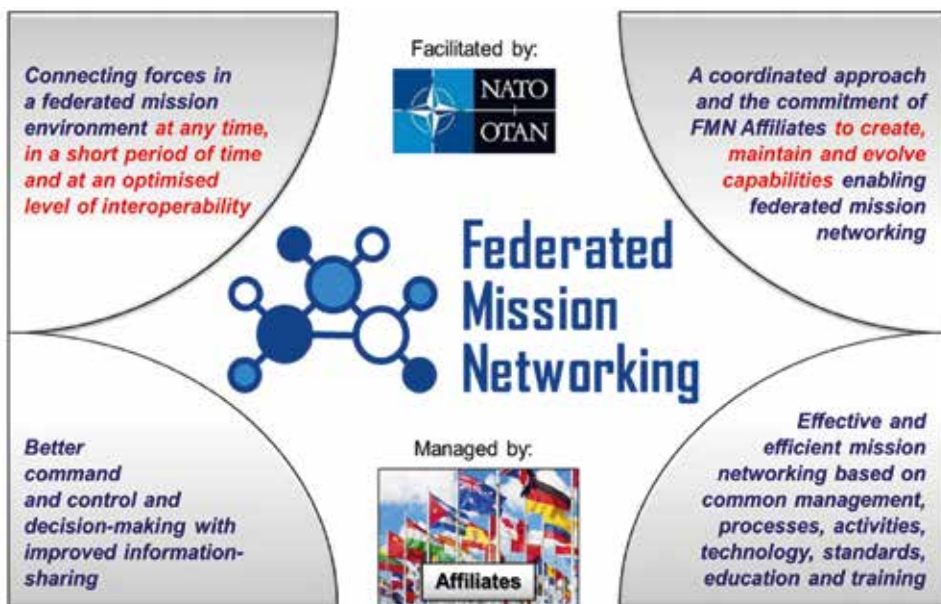 Connecting forces in
a federated mission
environment at any time,
in a short period of time
and at an optimised
level of interoperability
Facilitated by:
NATO
OTAN
A coordinated approach
and the commitment of
FMN Affiliates to create,
maintain and evolve
capabilities enabling
federated mission
networking
Federated
Mission
Networking
Better
command
and control and
decision-making with
improved information-
sharing
Managed by:
Affiliates
Effective and
efficient mission
networking based on
common management,
processes, activities,
technology, standards,
education and training